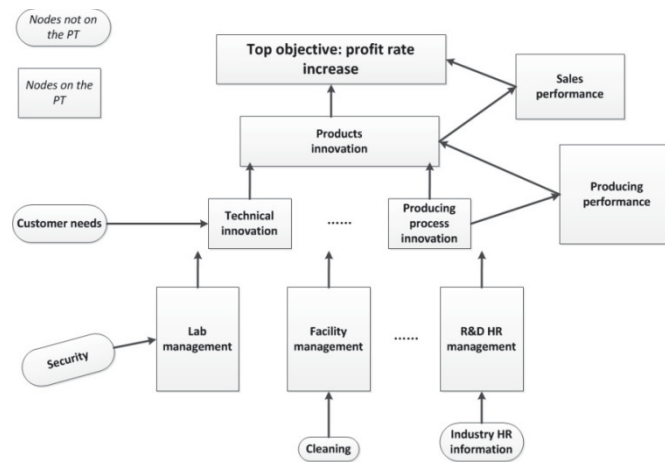 Nodes not on
the PT
Nodes on the
PT
Top objective: profit rate
increase
Sales
performance
Products
innovation
Producing
performance
Customer needs
Technical
innovation
......
Producing
process
innovation
Security
Lab
management
Facility
management
......
R&D HR
management
Cleaning
Industry HR
information